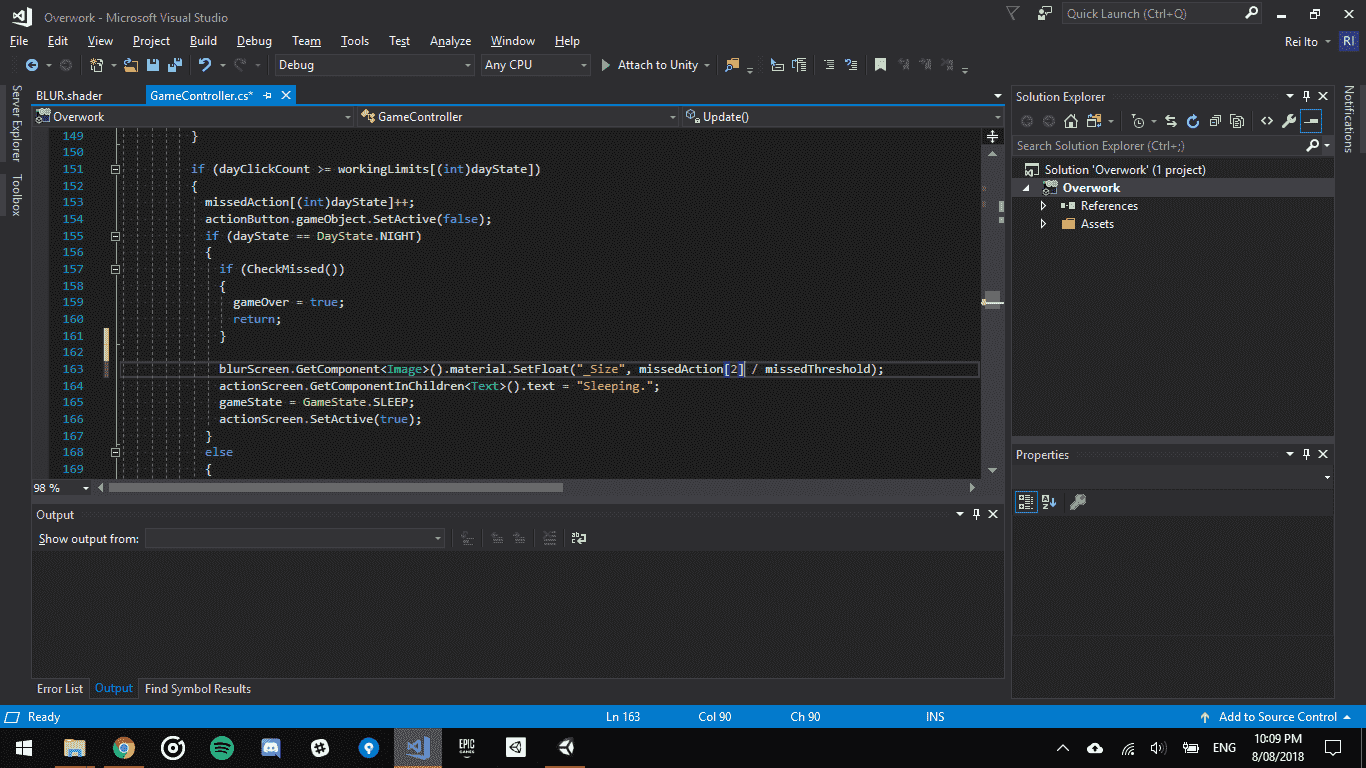 Overwork - Microsoft Visual Studio
Quick Launch (Ctrl+Q)
File Edit View Project Build Debug Team Tools Test Analyze Window Help
Rei Ito RI
Debug Any CPU Attach to Unity
Server Explorer
Toolbox
BLUR.shader GameController.cs*
Overwork GameController Update()
149 }
150
151 if (dayClickCount >= workingLimits[(int)dayState])
152 {
153 missedAction[(int)dayState]++;
154 actionButton.gameObject.SetActive(false);
155 if (dayState == DayState.NIGHT)
156 {
157 if (CheckMissed())
158 {
159 gameOver = true;
160 return;
161 }
162
163 blurScreen.GetComponent<Image>().material.SetFloat("_Size", missedAction[2] / missedThreshold);
164 actionScreen.GetComponentInChildren<Text>().text = "Sleeping.";
165 gameState = GameState.SLEEP;
166 actionScreen.SetActive(true);
167 }
168 else
169 {
98 %
Output
Show output from:
Error List Output Find Symbol Results
Solution Explorer
Search Solution Explorer (Ctrl+;)
Solution 'Overwork' (1 project)
Overwork
References
Assets
Properties
Notifications
Ready Ln 163 Col 90 Ch 90 INS Add to Source Control
EPIC
GAMES
ENG
10:09 PM
8/08/2018